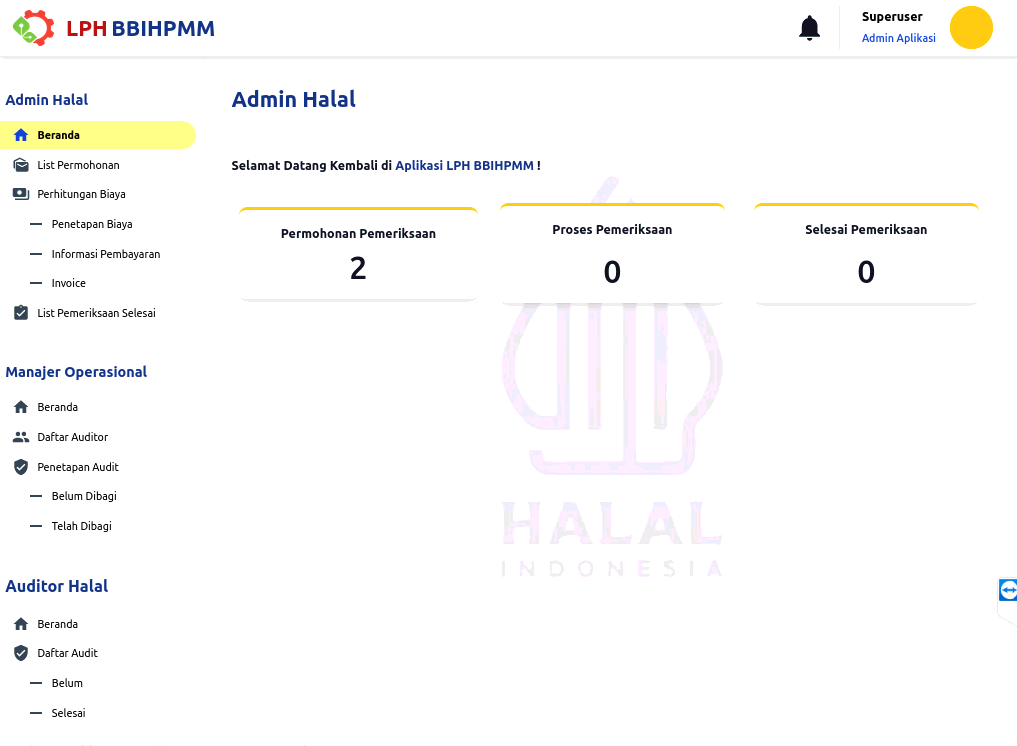 LPH BBIHPMM
Superuser
Admin Aplikasi
Admin Halal
Beranda
List Permohonan
Perhitungan Biaya
Penetapan Biaya
Informasi Pembayaran
Invoice
List Pemeriksaan Selesai
Manajer Operasional
Beranda
Daftar Auditor
Penetapan Audit
Belum Dibagi
Telah Dibagi
Auditor Halal
Beranda
Daftar Audit
Belum
Selesai
Admin Halal
Selamat Datang Kembali di Aplikasi LPH BBIHPMM !
Permohonan Pemeriksaan
2
Proses Pemeriksaan
0
Selesai Pemeriksaan
0
HALAL
INDONESIA